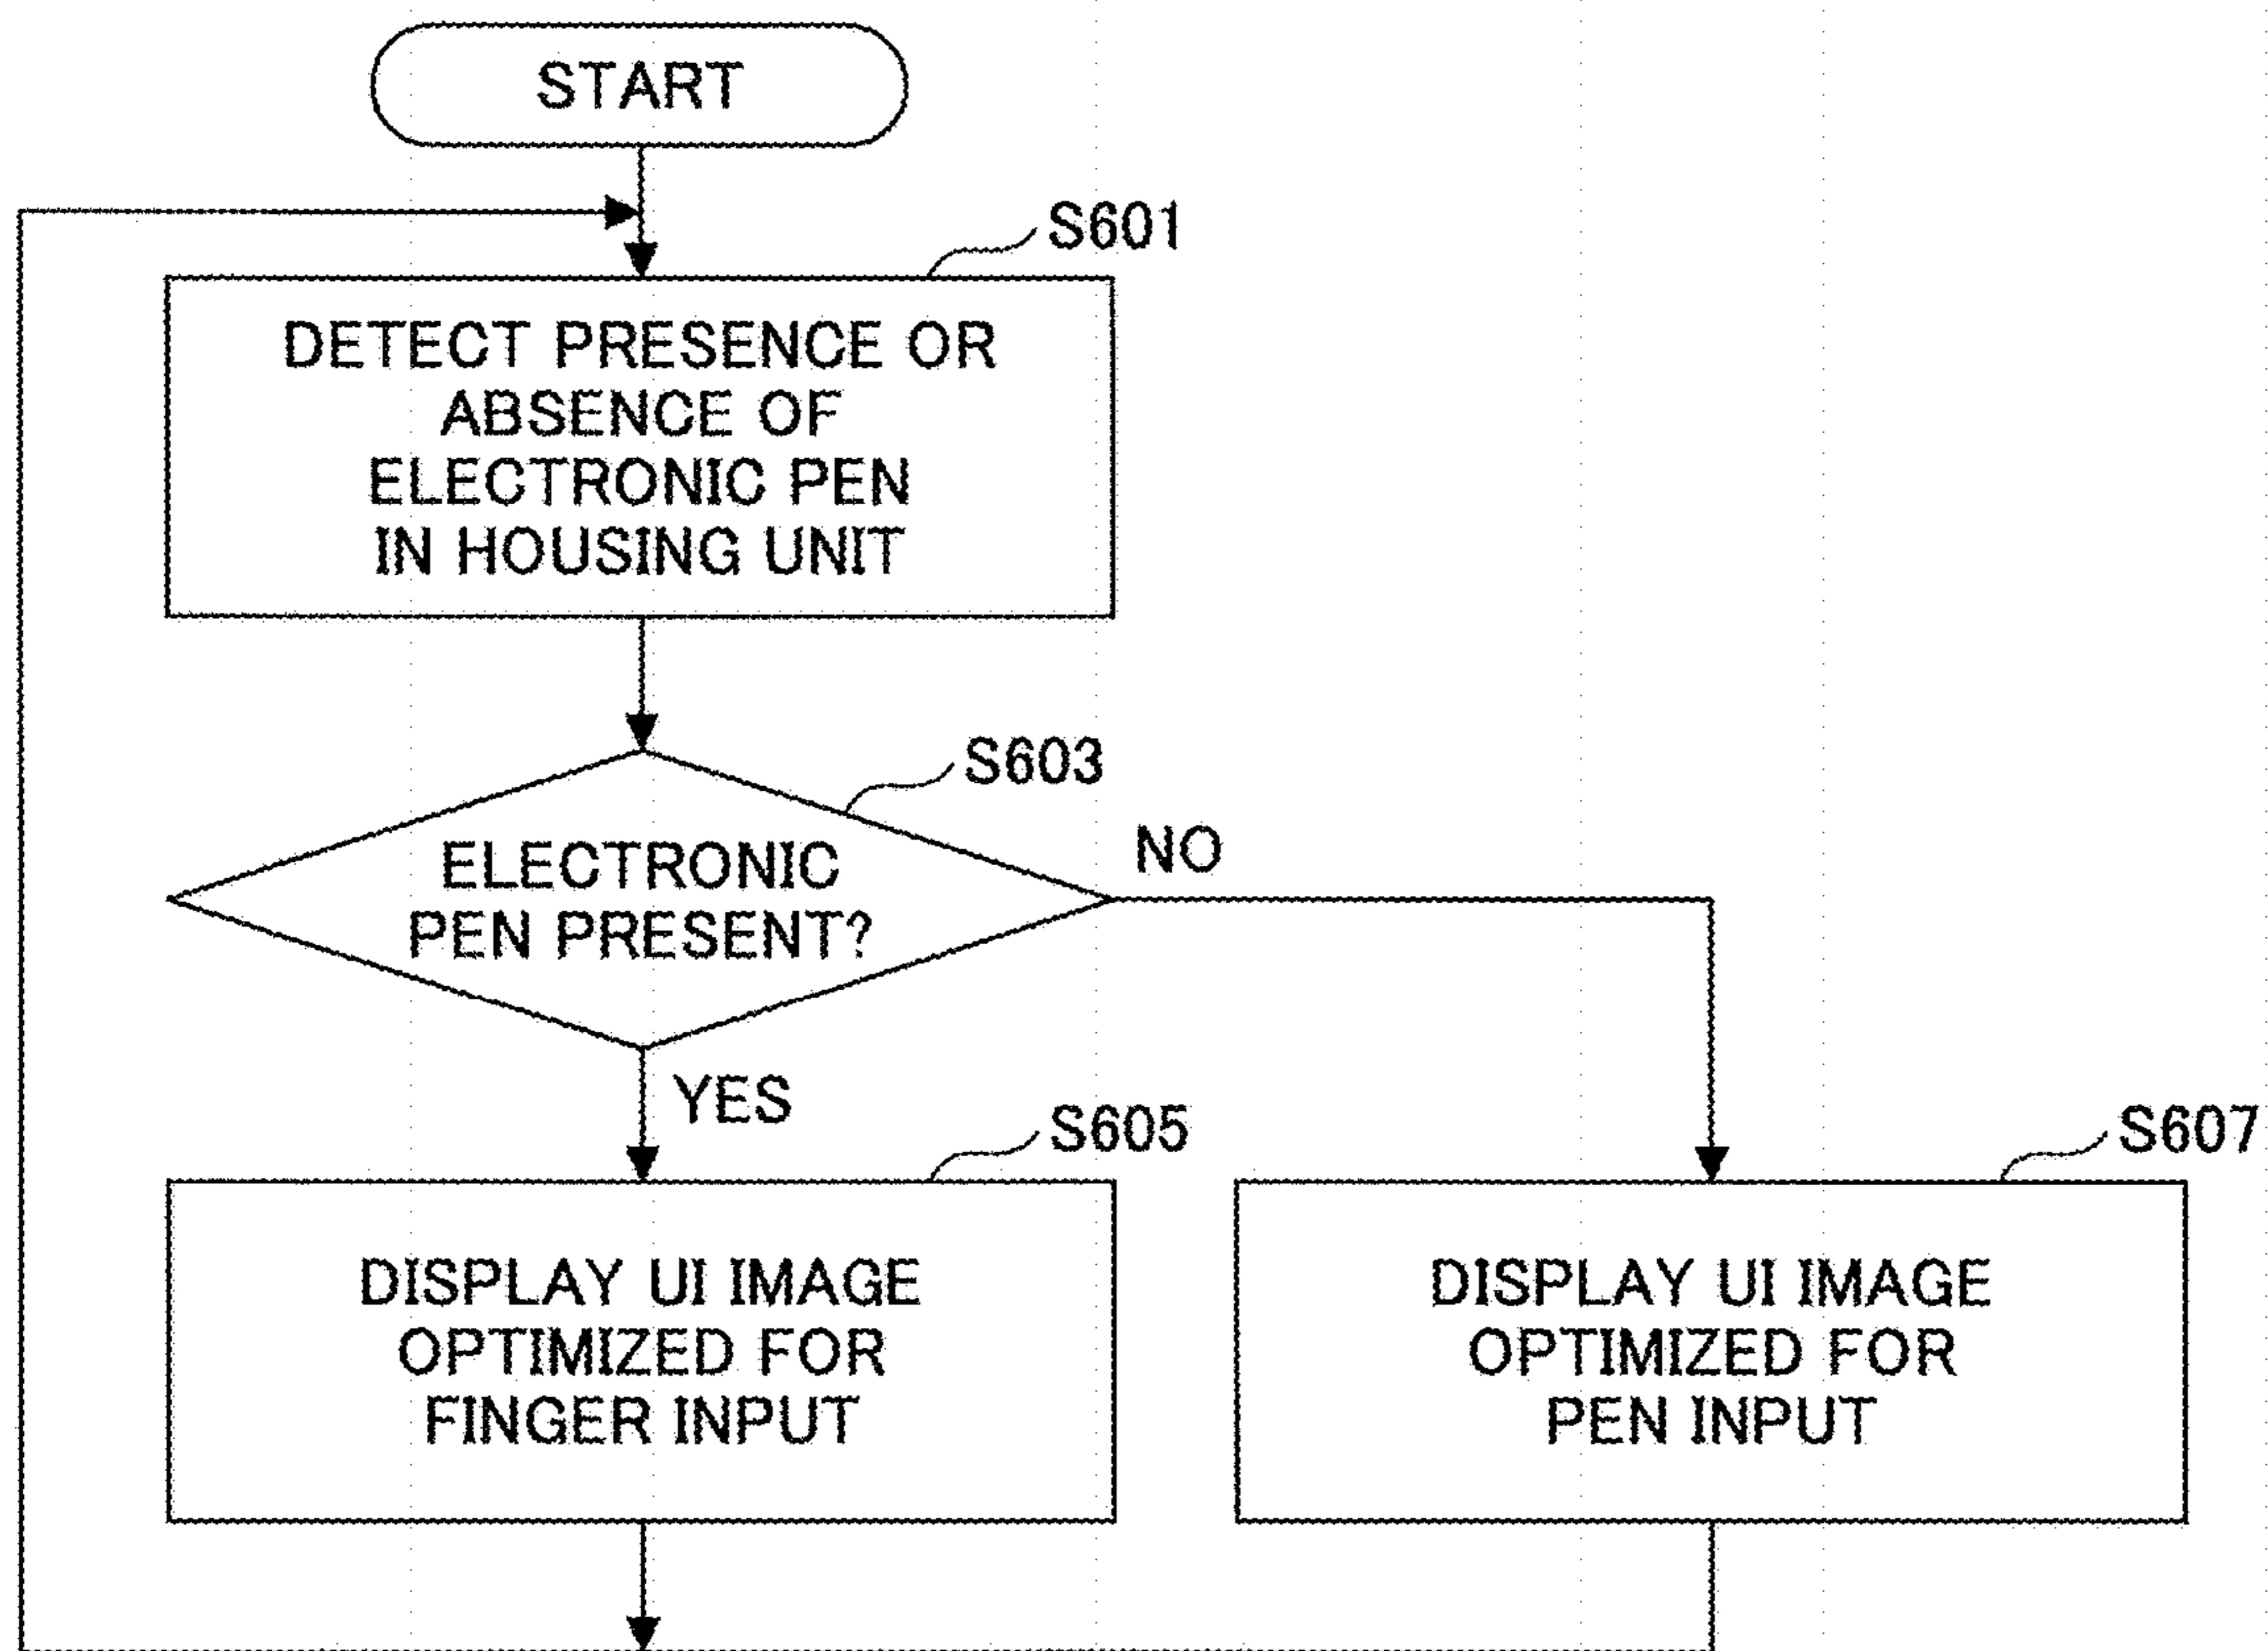 START
S601
DETECT PRESENCE OR
ABSENCE OF
ELECTRONIC PEN
IN HOUSING UNIT
S603
ELECTRONIC
PEN PRESENT?
NO
YES
S605
S607
DISPLAY UI IMAGE
OPTIMIZED FOR
FINGER INPUT
DISPLAY UI IMAGE
OPTIMIZED FOR
PEN INPUT